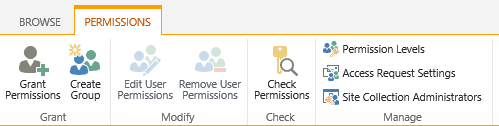 BROWSE PERMISSIONS
Grant Permissions
Create Group
Edit User Permissions
Remove User Permissions
Check Permissions
Permission Levels
Access Request Settings
Site Collection Administrators
Grant Modify Check Manage